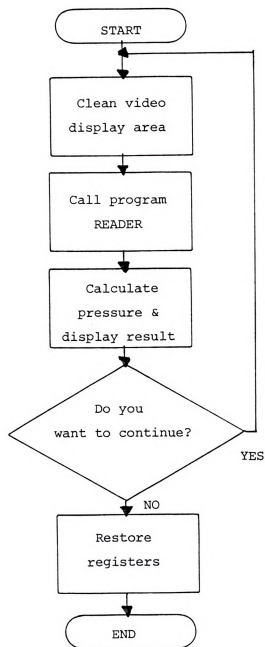 START
Clean video
display area
Call program
READER
Calculate
pressure &
display result
Do you
want to continue?
YES
NO
Restore
registers
END